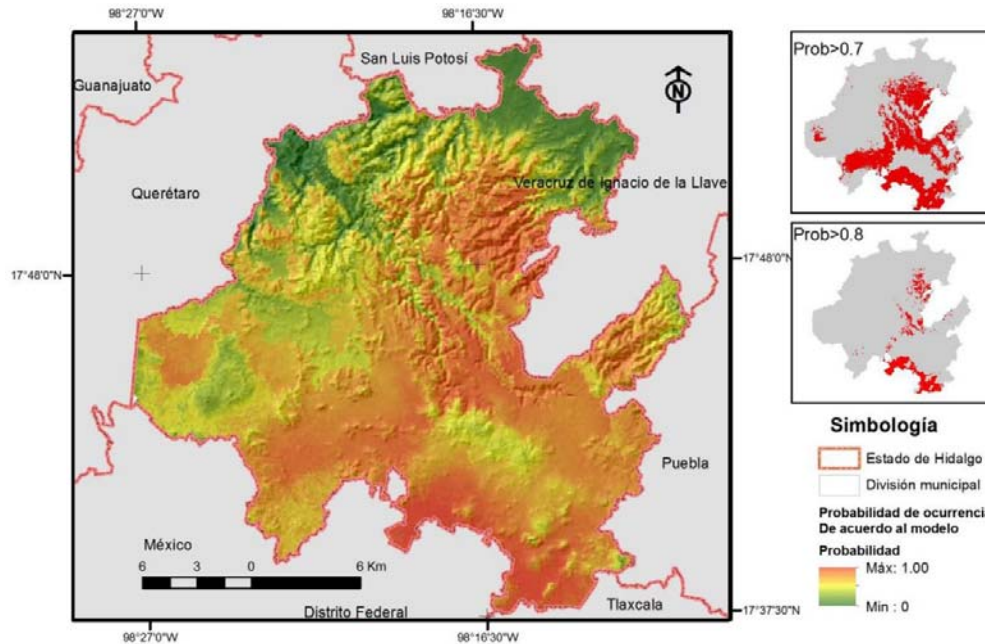 98°27'0"W
98°16'30"W
San Luis Potosí
Guanajuato
N
Querétaro
Veracruz de Ignacio de la Llave
17°48'0"N
17°48'0"N
Puebla
México
6 3 0 6 Km
Distrito Federal
Tlaxcala
17°37'30"N
98°27'0"W
98°16'30"W
Prob>0.7
Prob>0.8
Simbología
Estado de Hidalgo
División municipal
Probabilidad de ocurrencia
De acuerdo al modelo
Probabilidad
Máx: 1.00
Min : 0